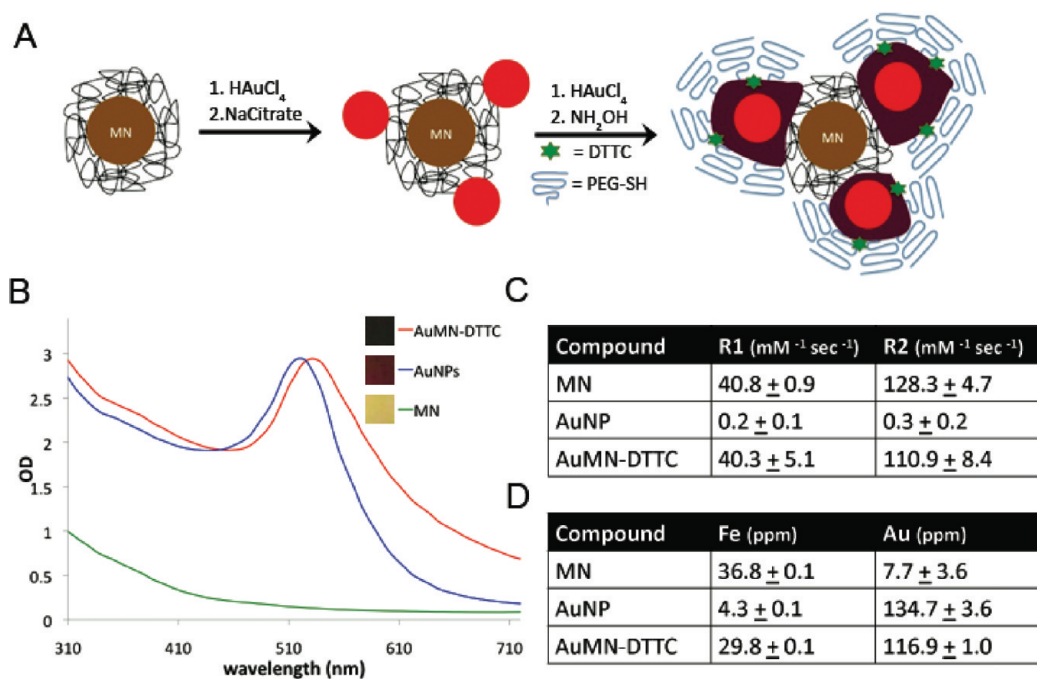 A
MN
1. HAuCl4
2.NaCitrate
MN
1. HAuCl4
2. NH2OH
= DTTC
= PEG-SH
MN
B
AuMN-DTTC
AuNPs
MN
OD
3
2.5
2
1.5
1
0.5
0
310 410 510 610 710
wavelength (nm)
C
Compound R1 (mM -1 sec -1) R2 (mM -1 sec -1)
MN 40.8 ± 0.9 128.3 ± 4.7
AuNP 0.2 ± 0.1 0.3 ± 0.2
AuMN-DTTC 40.3 ± 5.1 110.9 ± 8.4
D
Compound Fe (ppm) Au (ppm)
MN 36.8 ± 0.1 7.7 ± 3.6
AuNP 4.3 ± 0.1 134.7 ± 3.6
AuMN-DTTC 29.8 ± 0.1 116.9 ± 1.0